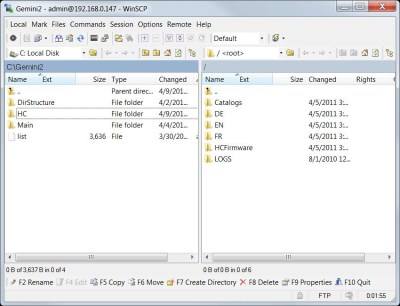 Gemini2 - admin@192.168.0.147 - WinSCP
Local Mark Files Commands Session Options Remote Help
Default
C: Local Disk
/ <root>
C:\Gemini2
/
Name Ext Size Type Changed
Name Ext Size Changed Rights
.. Parent direc... 4/9/201...
DirStructure File folder 4/2/201...
HC File folder 4/9/201...
Main File folder 4/4/201...
list 3,636 File 3/30/20...
..
Catalogs 4/5/2011 3:...
DE 4/5/2011 3:...
EN 4/5/2011 3:...
FR 4/5/2011 3:...
HCFirmware 4/5/2011 3:...
LOGS 8/1/2010 12...
0 B of 3,637 B in 0 of 4
0 B of 0 B in 0 of 6
F2 Rename F4 Edit F5 Copy F6 Move F7 Create Directory F8 Delete F9 Properties F10 Quit
FTP 0:01:55